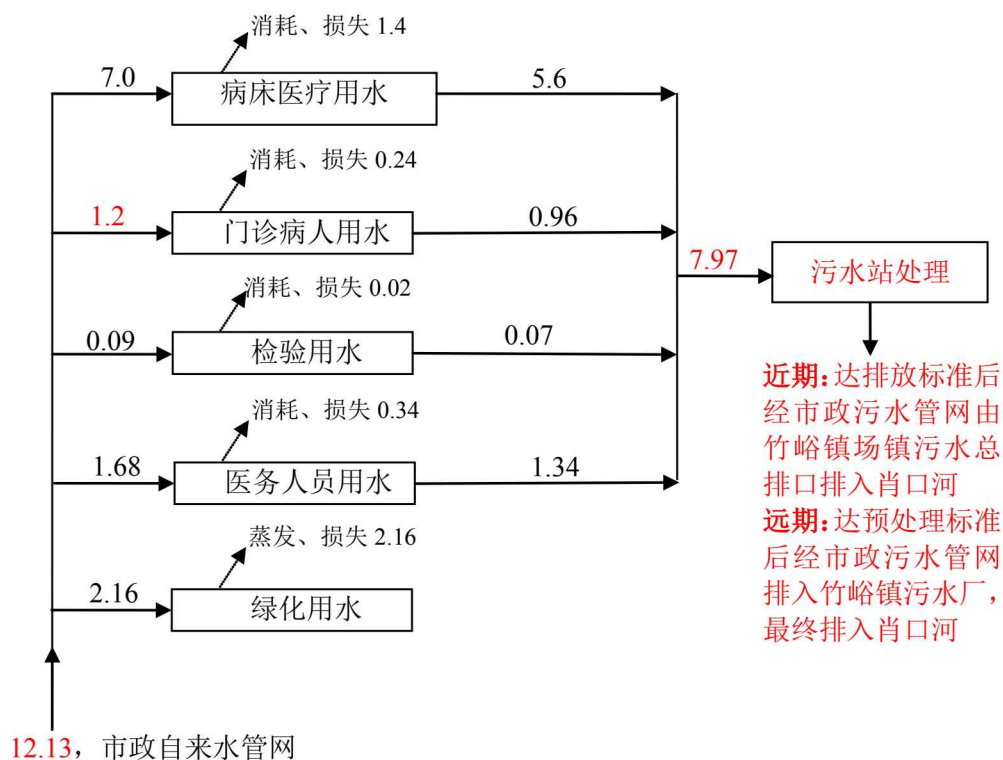 消耗、损失 1.4
7.0
病床医疗用水
5.6
消耗、损失 0.24
1.2
门诊病人用水
0.96
7.97
污水站处理
消耗、损失 0.02
0.09
检验用水
0.07
消耗、损失 0.34
1.68
医务人员用水
1.34
蒸发、损失 2.16
2.16
绿化用水
近期：达排放标准后
经市政污水管网由
竹峪镇场镇污水总
排口排入肖口河
远期：达预处理标准
后经市政污水管网
排入竹峪镇污水厂，
最终排入肖口河
12.13，市政自来水管网